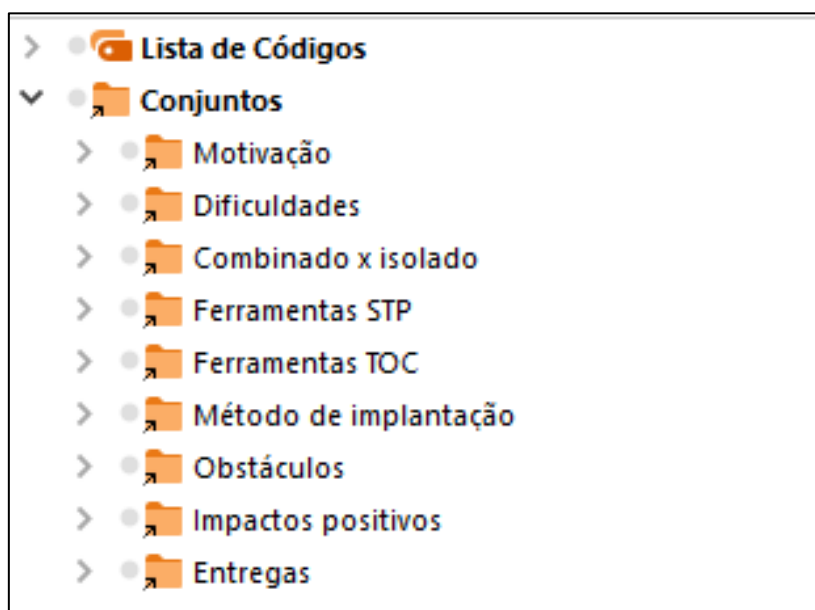 Lista de Códigos
Conjuntos
Motivação
Dificuldades
Combinado x isolado
Ferramentas STP
Ferramentas TOC
Método de implantação
Obstáculos
Impactos positivos
Entregas